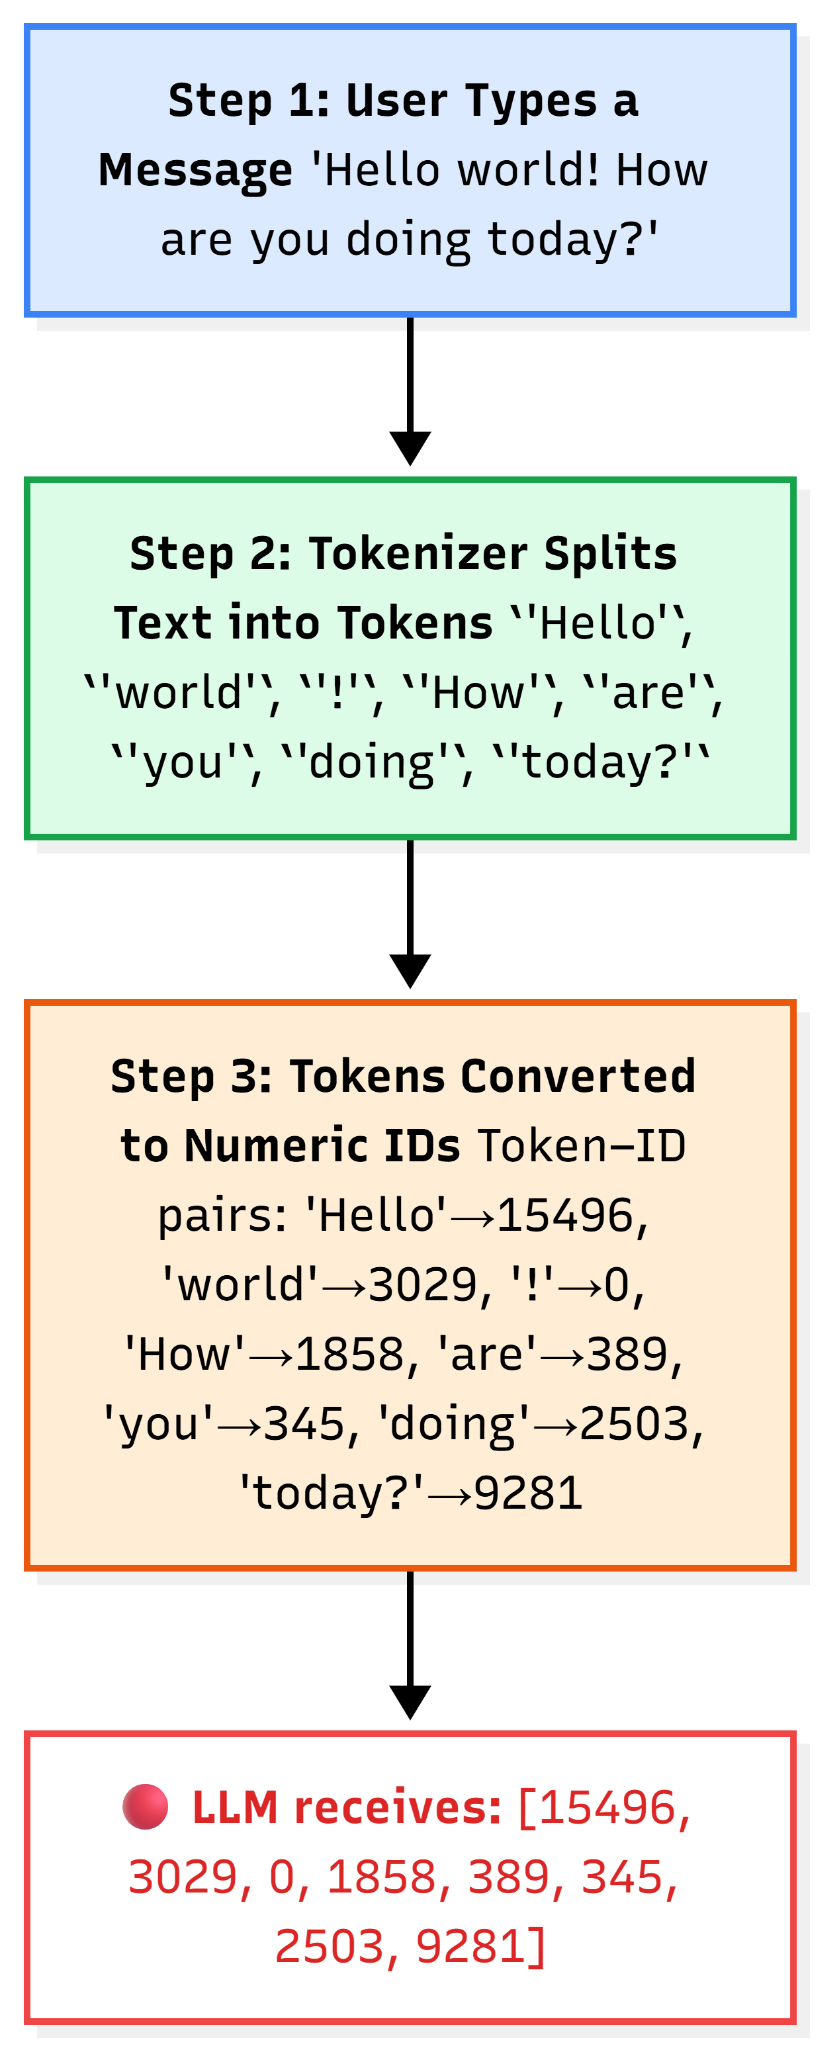 Step 1: User Types a
Message 'Hello world! How
are you doing today?'
Step 2: Tokenizer Splits
Text into Tokens `'Hello'`,
`'world'`, `'!'`, `'How'`, `'are'`,
`'you'`, `'doing'`, `'today?'`
Step 3: Tokens Converted
to Numeric IDs Token–ID
pairs: 'Hello'→15496,
'world'→3029, '!'→0,
'How'→1858, 'are'→389,
'you'→345, 'doing'→2503,
'today?'→9281
LLM receives: [15496,
3029, 0, 1858, 389, 345,
2503, 9281]